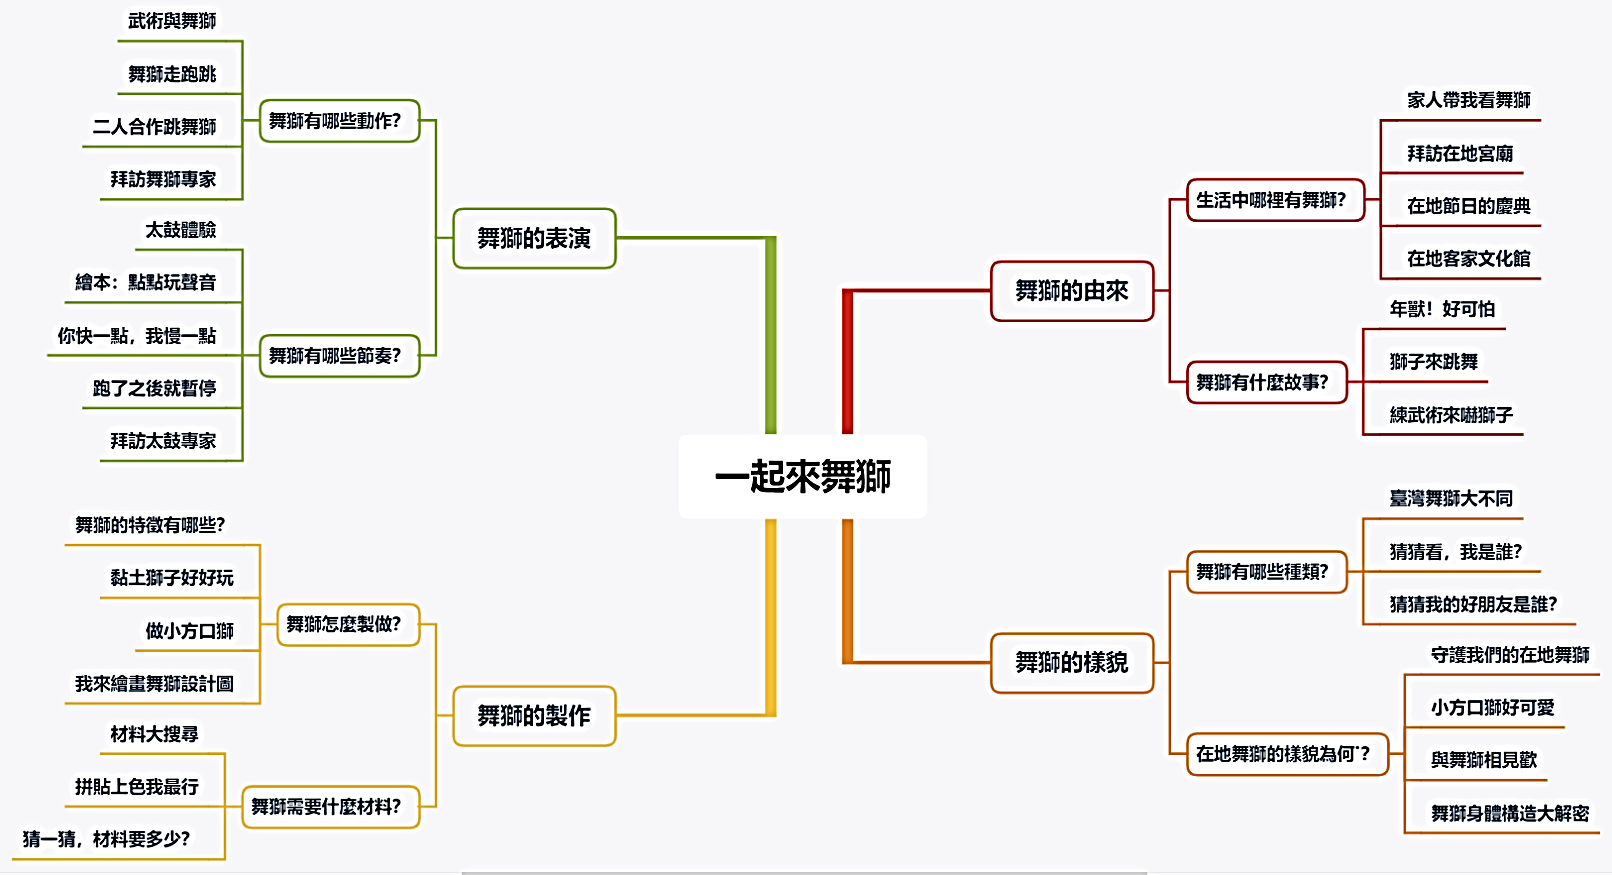 一起來舞獅
舞獅的由來
生活中哪裡有舞獅？
家人帶我看舞獅
拜訪在地宮廟
在地節日的慶典
在地客家文化館
舞獅有什麼故事？
年獸！好可怕
獅子來跳舞
練武術來嚇獅子
舞獅的樣貌
舞獅有哪些種類？
臺灣舞獅大不同
猜猜看，我是誰？
猜猜我的好朋友是誰？
在地舞獅的樣貌為何˙？
守護我們的在地舞獅
小方口獅好可愛
與舞獅相見歡
舞獅身體構造大解密
舞獅的表演
舞獅有哪些動作？
武術與舞獅
舞獅走跑跳
二人合作跳舞獅
拜訪舞獅專家
舞獅有哪些節奏？
太鼓體驗
繪本：點點玩聲音
你快一點，我慢一點
跑了之後就暫停
拜訪太鼓專家
舞獅的製作
舞獅怎麼製做？
舞獅的特徵有哪些？
黏土獅子好好玩
做小方口獅
我來繪畫舞獅設計圖
舞獅需要什麼材料？
材料大搜尋
拼貼上色我最行
猜一猜，材料要多少？